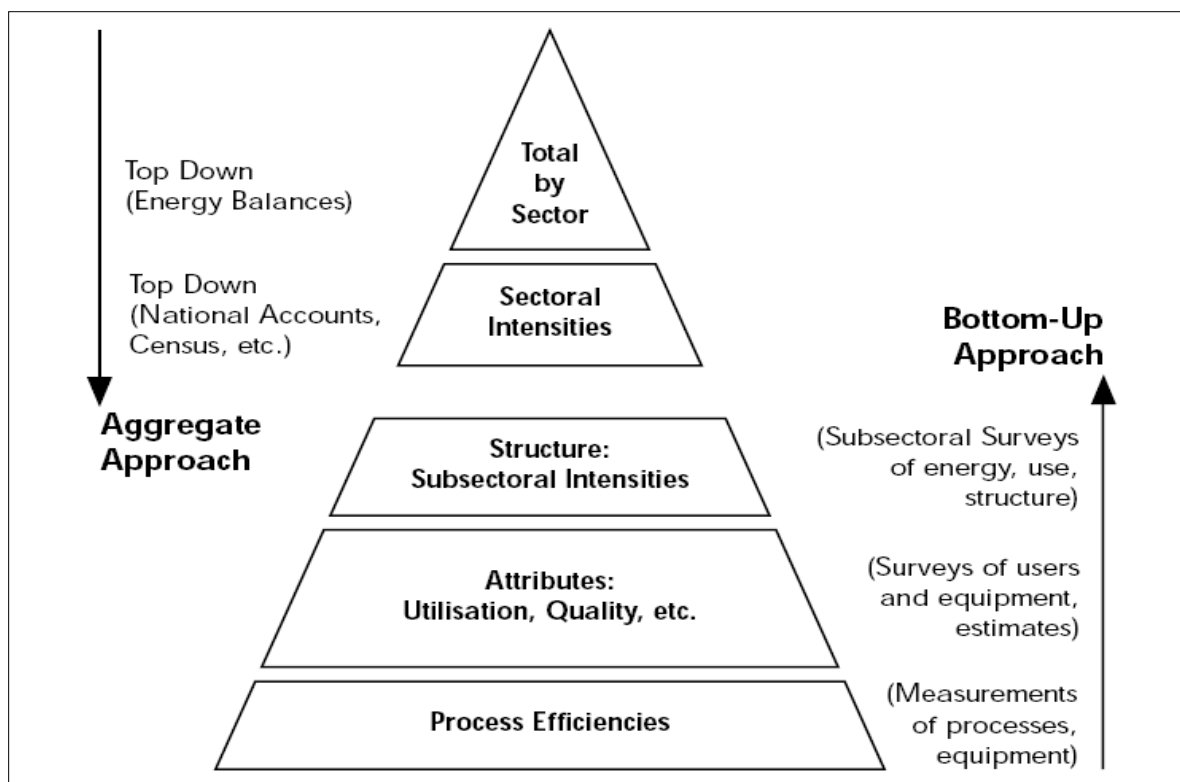 Top Down
(Energy Balances)
Top Down
(National Accounts,
Census, etc.)
Aggregate
Approach
Total
by
Sector
Sectoral
Intensities
Structure:
Subsectoral Intensities
Attributes:
Utilisation, Quality, etc.
Process Efficiencies
Bottom-Up
Approach
(Subsectoral Surveys
of energy, use,
structure)
(Surveys of users
and equipment,
estimates)
(Measurements
of processes,
equipment)